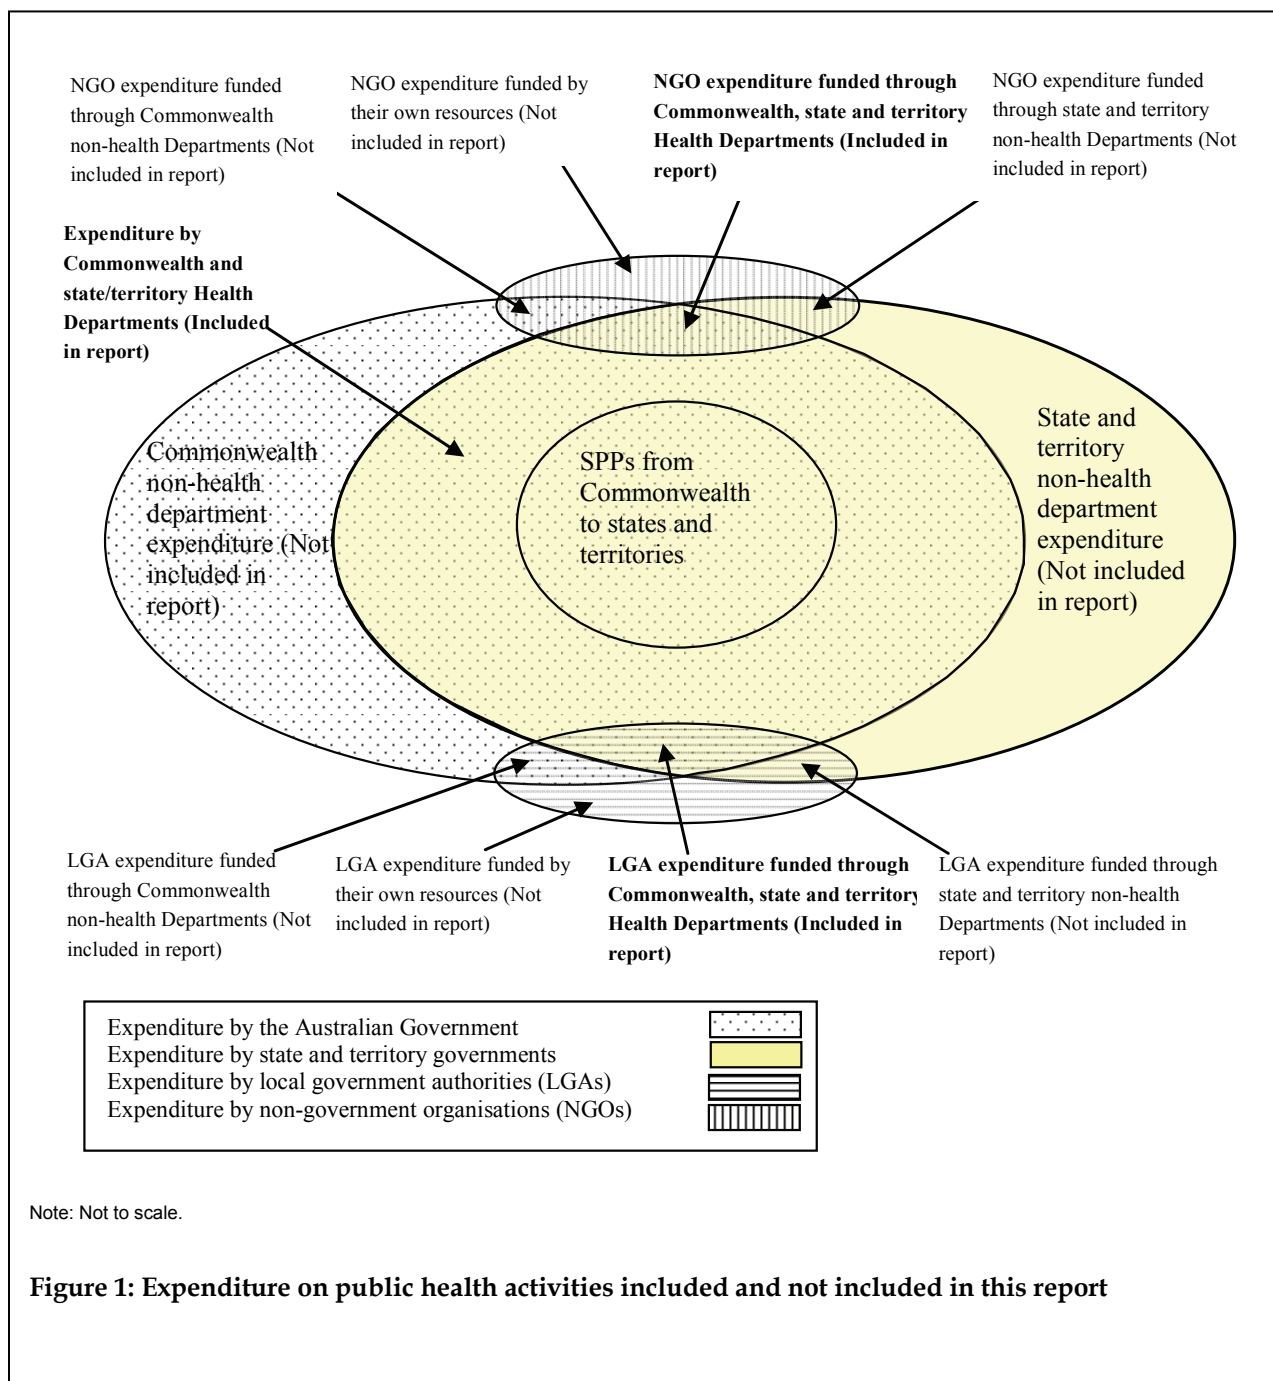 NGO expenditure funded
through Commonwealth
non-health Departments (Not
included in report)
NGO expenditure funded by
their own resources (Not
included in report)
NGO expenditure funded through
Commonwealth, state and territory
Health Departments (Included in
report)
NGO expenditure funded
through state and territory
non-health Departments (Not
included in report)
Expenditure by
Commonwealth and
state/territory Health
Departments (Included
in report)
Commonwealth
non-health
department
expenditure (Not
included in
report)
SPPs from
Commonwealth
to states and
territories
State and
territory
non-health
department
expenditure
(Not included
in report)
LGA expenditure funded
through Commonwealth
non-health Departments (Not
included in report)
LGA expenditure funded by
their own resources (Not
included in report)
LGA expenditure funded through
Commonwealth, state and territory
Health Departments (Included in
report)
LGA expenditure funded through
state and territory non-health
Departments (Not included in
report)
Expenditure by the Australian Government
Expenditure by state and territory governments
Expenditure by local government authorities (LGAs)
Expenditure by non-government organisations (NGOs)
Note: Not to scale.
Figure 1: Expenditure on public health activities included and not included in this report